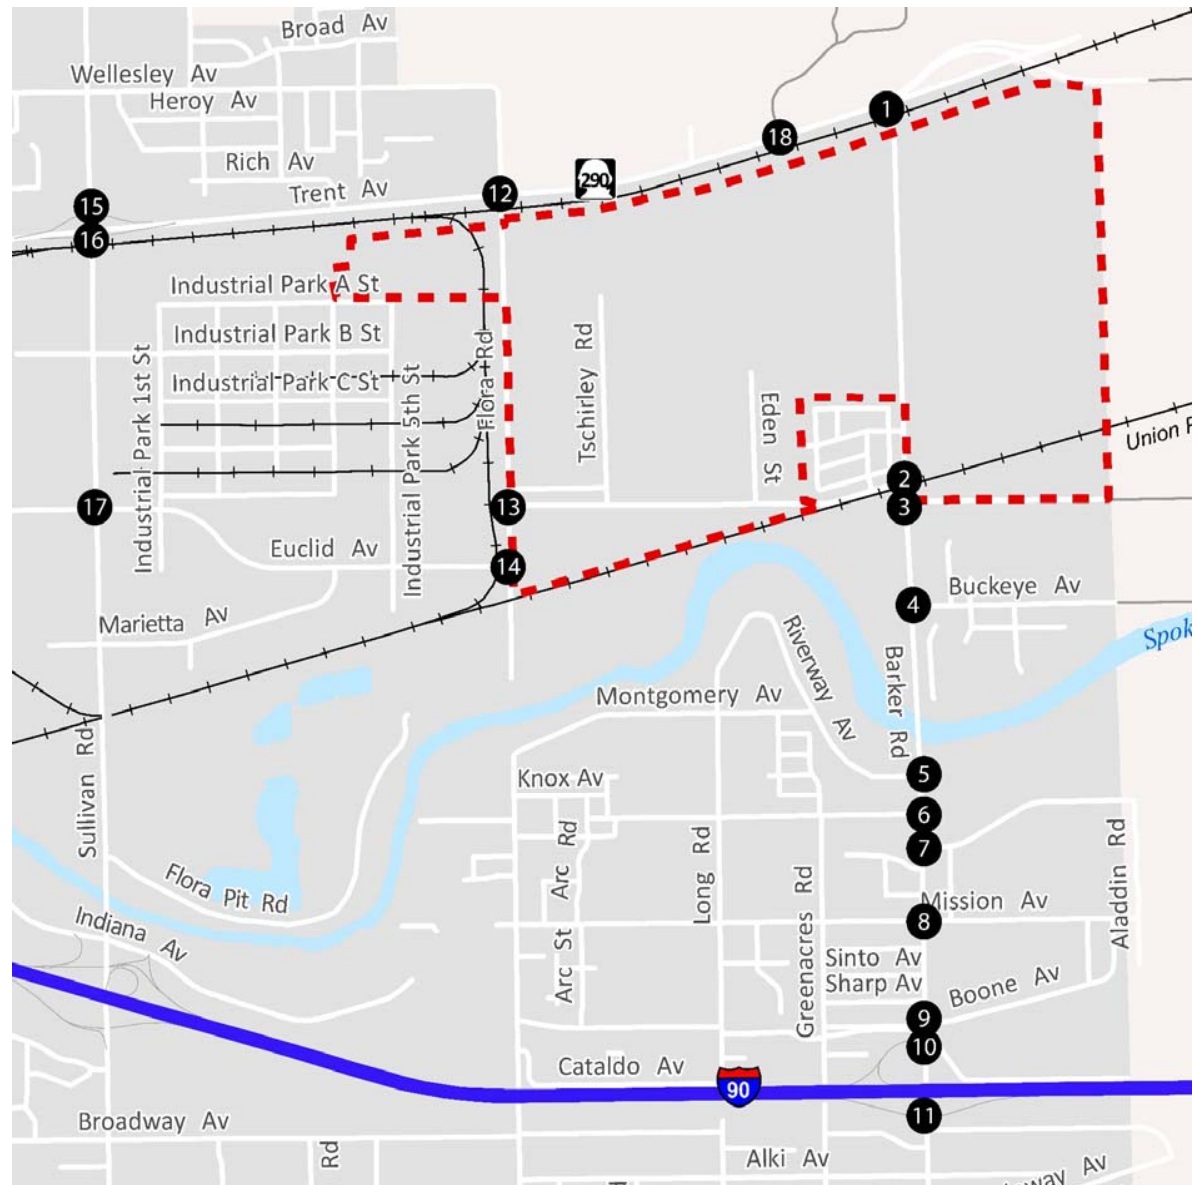 Broad Av
Wellesley Av
Heroy Av
1
18
Rich Av
290
Trent Av
12
15
16
Industrial Park A St
Industrial Park B St
Industrial Park C St
Industrial Park 1st St
Industrial Park 5th St
Flora Rd
Tschirley Rd
Eden St
Union
2
3
17
13
14
Euclid Av
4
Buckeye Av
Marietta Av
Riverway Av
Barker Rd
Montgomery Av
Sullivan Rd
5
Knox Av
6
7
Arc Rd
Long Rd
Greenacres Rd
Aladdin Rd
Flora Pit Rd
Mission Av
8
Indiana Av
Arc St
Sinto Av
Sharp Av
Boone Av
9
10
Cataldo Av
90
11
Broadway Av
Rd
Alki Av
Av